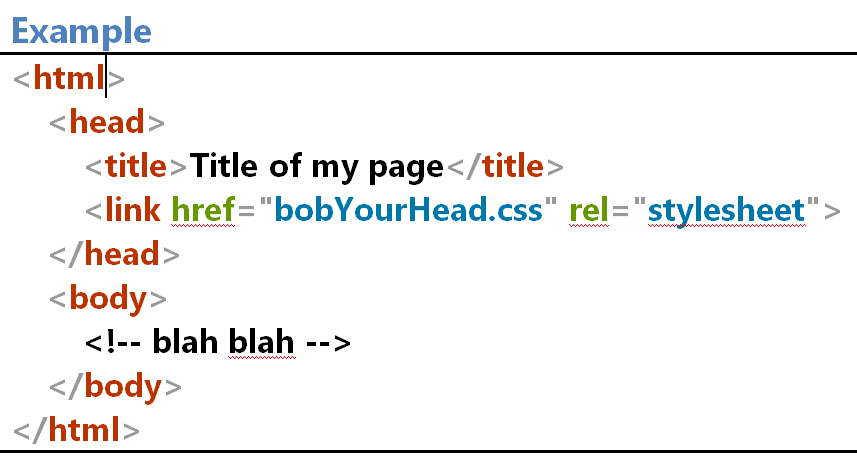 Example
<html>
<head>
<title>Title of my page</title>
<link href="bobYourHead.css" rel="stylesheet">
</head>
<body>
<!-- blah blah -->
</body>
</html>